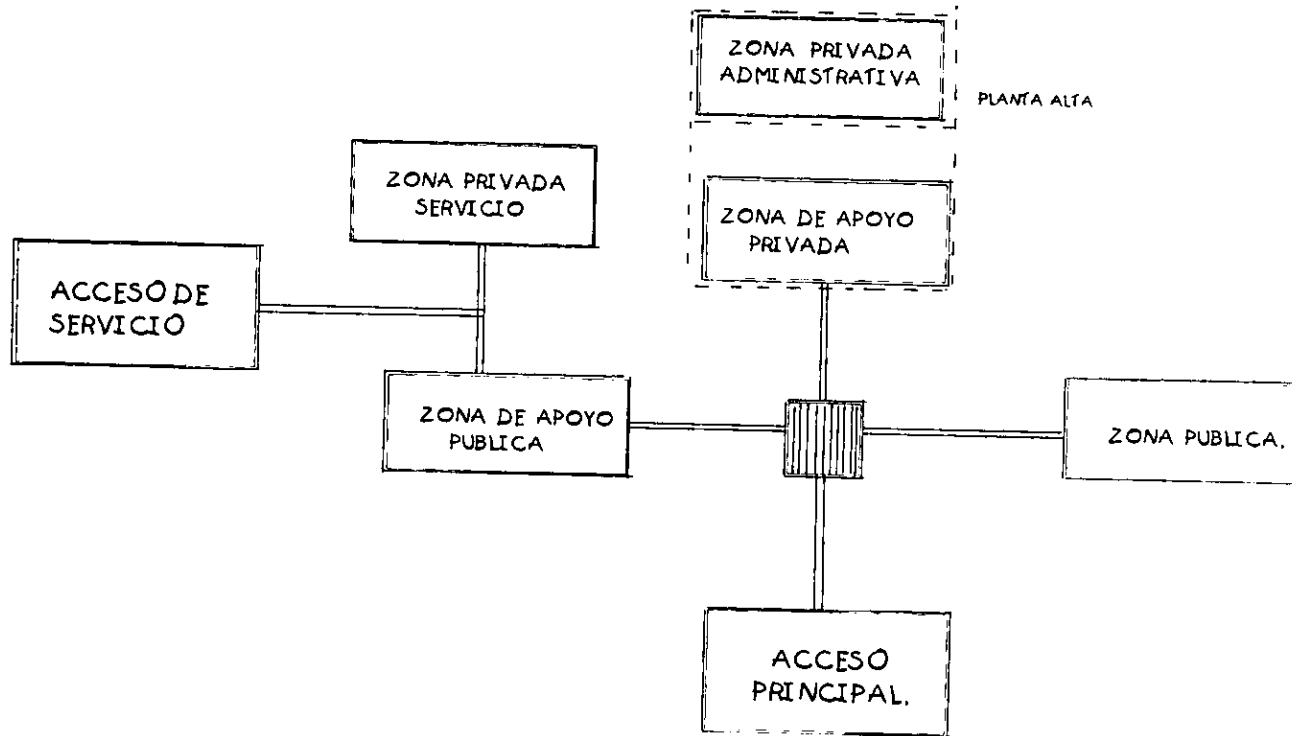 ZONA PRIVADA
ADMINISTRATIVA
PLANTA ALTA
ZONA PRIVADA
SERVICIO
ZONA DE APOYO
PRIVADA
ACCESO DE
SERVICIO
ZONA DE APOYO
PUBLICA
ZONA PUBLICA.
ACCESO
PRINCIPAL.